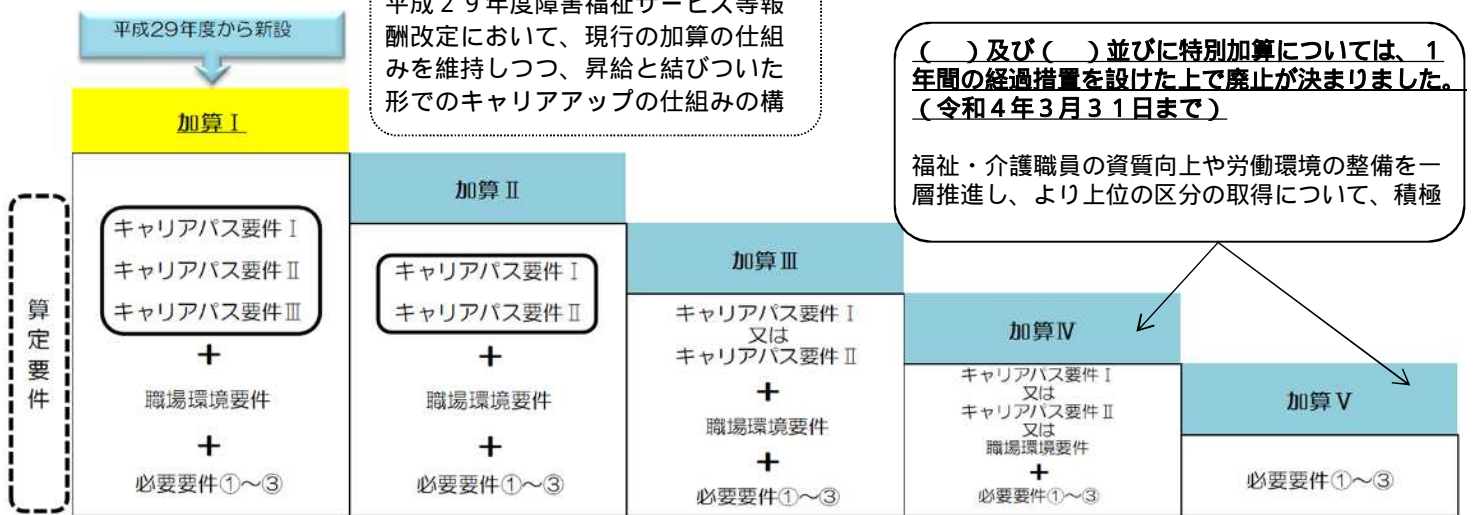 平成29年度から新設
平成２９年度障害福祉サービス等報
酬改定において、現行の加算の仕組
みを維持しつつ、昇給と結びついた
形でのキャリアアップの仕組みの構
（　）及び（　）並びに特別加算については、１
年間の経過措置を設けた上で廃止が決まりました。
（令和４年３月３１日まで）
福祉・介護職員の資質向上や労働環境の整備を一
層推進し、より上位の区分の取得について、積極
算定要件
加算Ⅰ
キャリアパス要件Ⅰ
キャリアパス要件Ⅱ
キャリアパス要件Ⅲ
+
職場環境要件
+
必要要件①～③
加算Ⅱ
キャリアパス要件Ⅰ
キャリアパス要件Ⅱ
+
職場環境要件
+
必要要件①～③
加算Ⅲ
キャリアパス要件Ⅰ
又は
キャリアパス要件Ⅱ
+
職場環境要件
+
必要要件①～③
加算Ⅳ
キャリアパス要件Ⅰ
又は
キャリアパス要件Ⅱ
又は
職場環境要件
+
必要要件①～③
加算Ⅴ
必要要件①～③